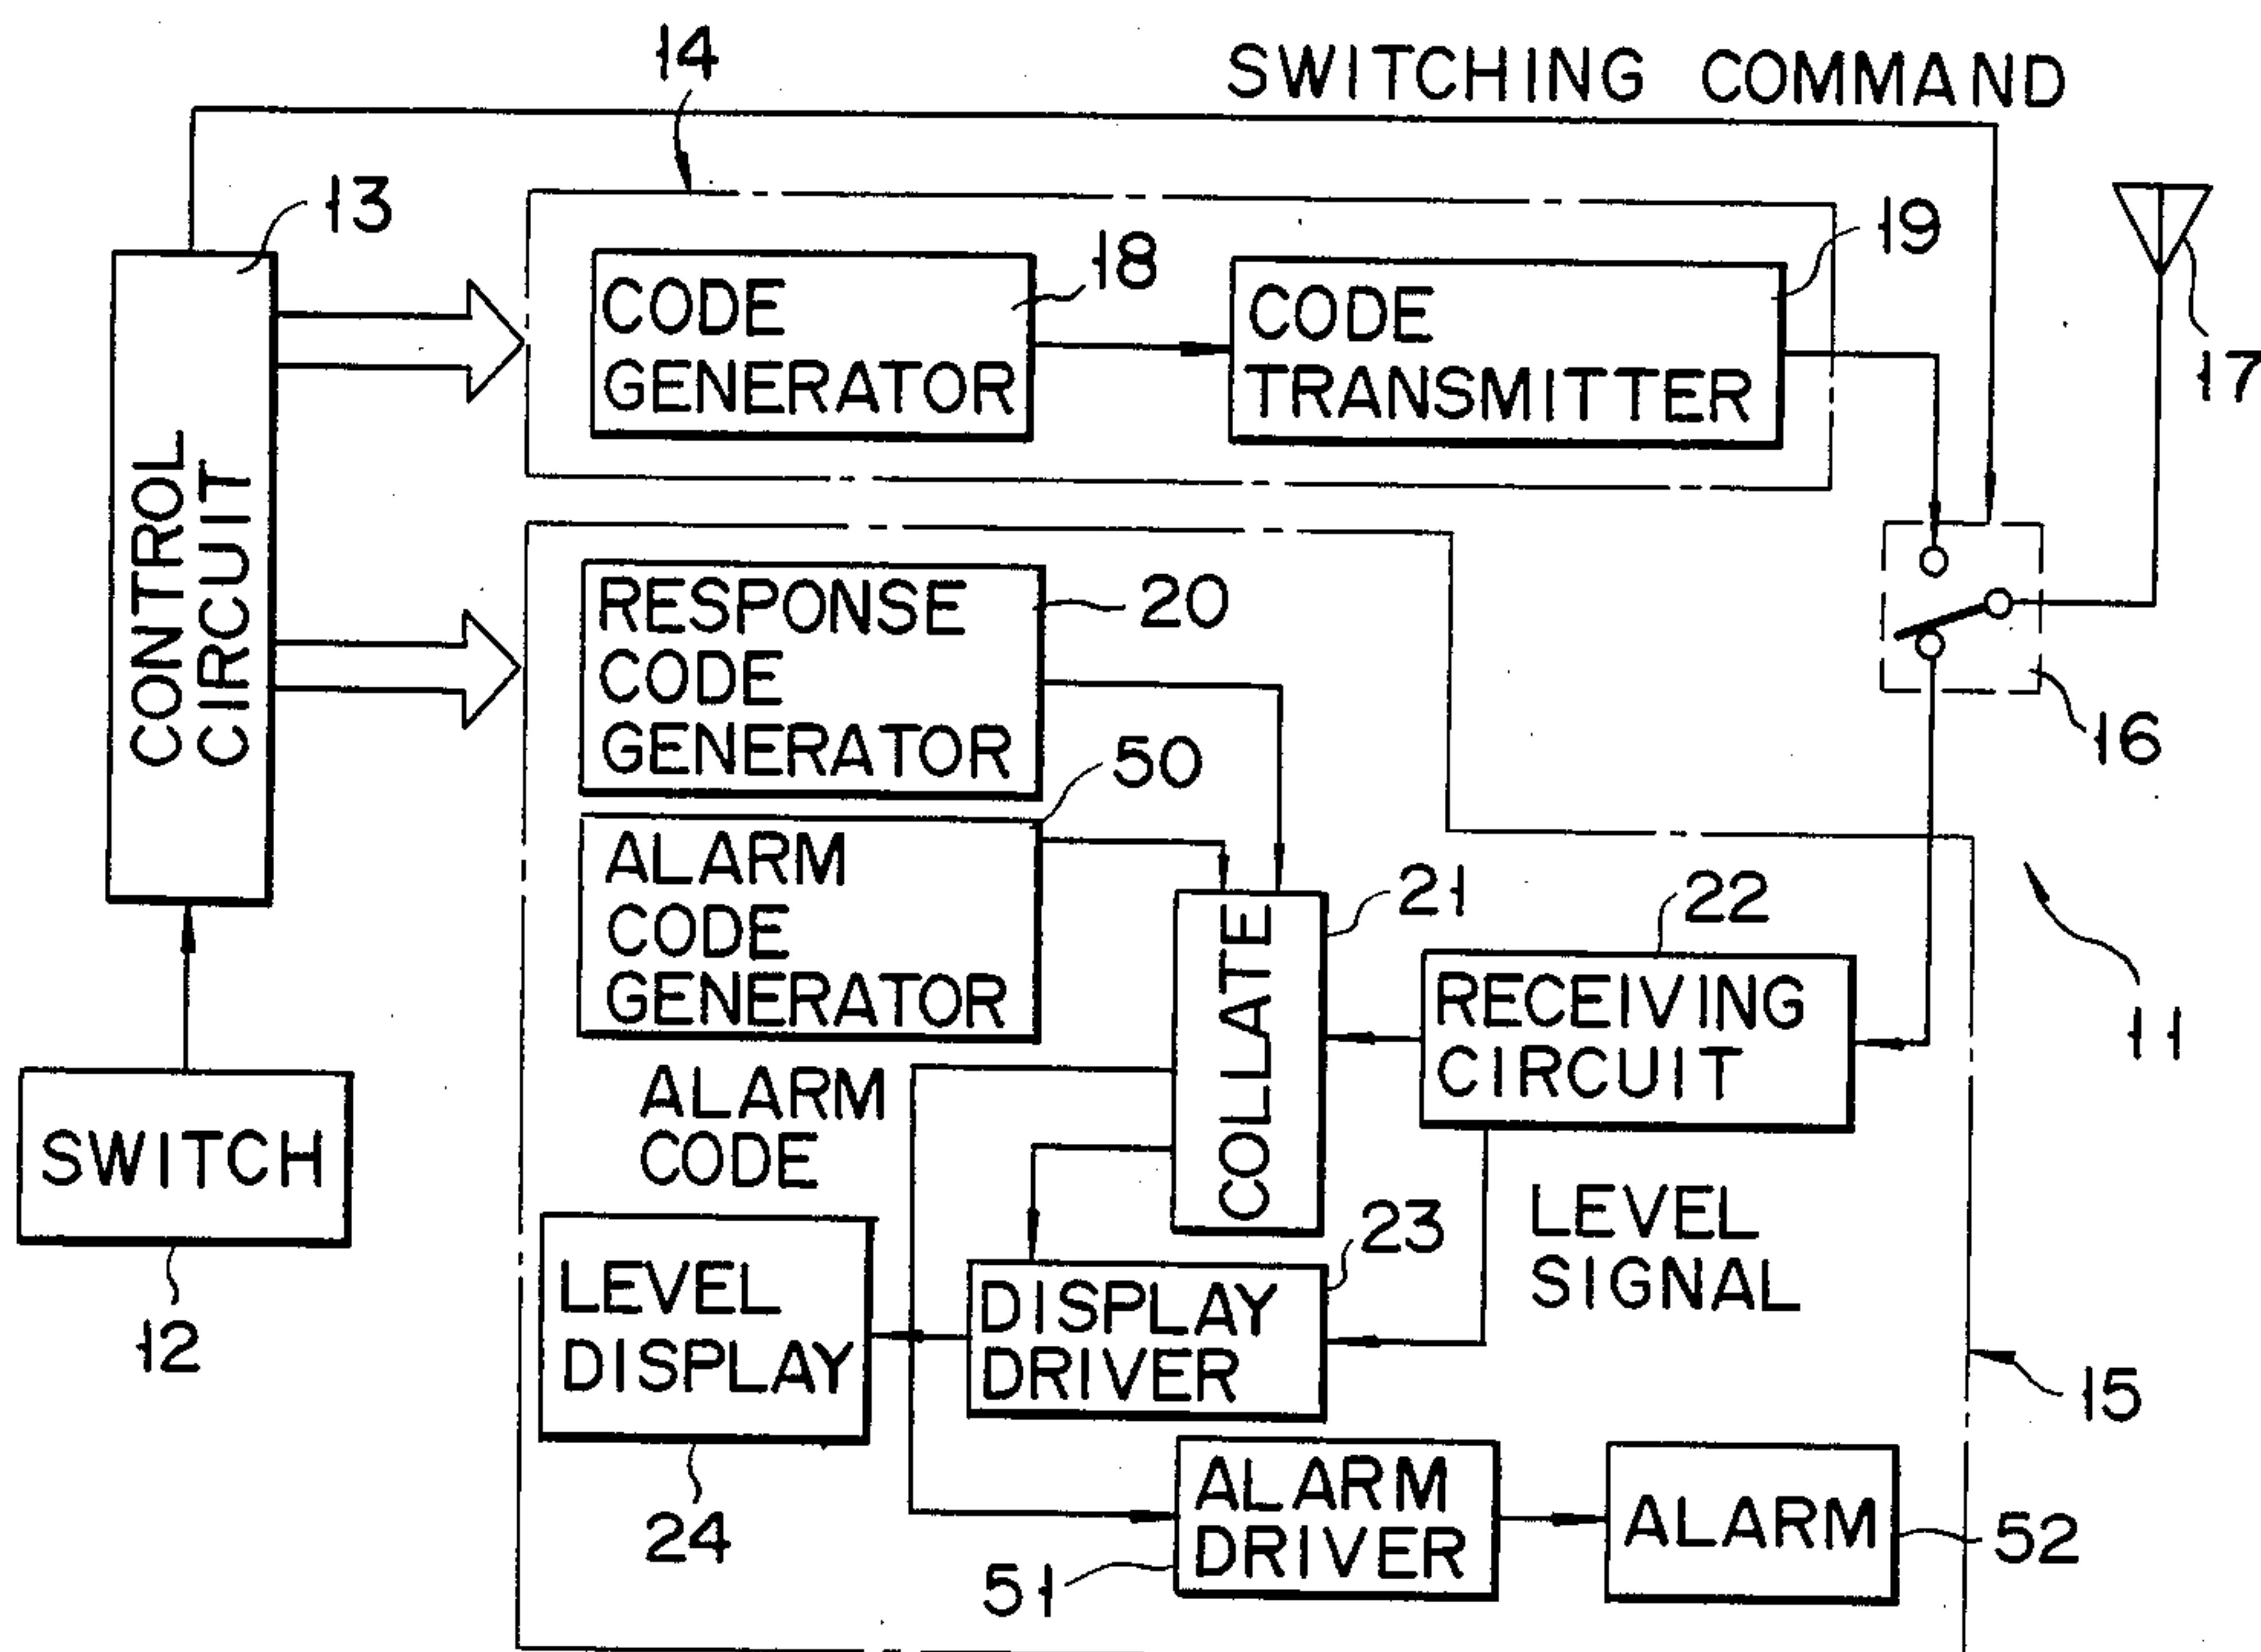 14
SWITCHING COMMAND
13
CODE
GENERATOR
18
CODE
TRANSMITTER
19
17
CONTROL
CIRCUIT
RESPONSE
CODE
GENERATOR
20
16
50
ALARM
CODE
GENERATOR
COLLATE
21
RECEIVING
CIRCUIT
22
11
ALARM
CODE
SWITCH
12
LEVEL
DISPLAY
24
DISPLAY
DRIVER
23
LEVEL
SIGNAL
15
ALARM
DRIVER
51
ALARM
52